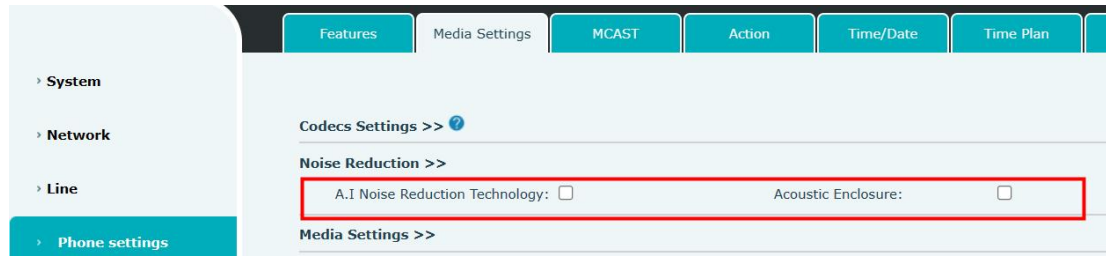 Features Media Settings MCAST Action Time/Date Time Plan
› System
› Network
› Line
› Phone settings
Codecs Settings >> ?
Noise Reduction >>
A.I Noise Reduction Technology: Acoustic Enclosure:
Media Settings >>